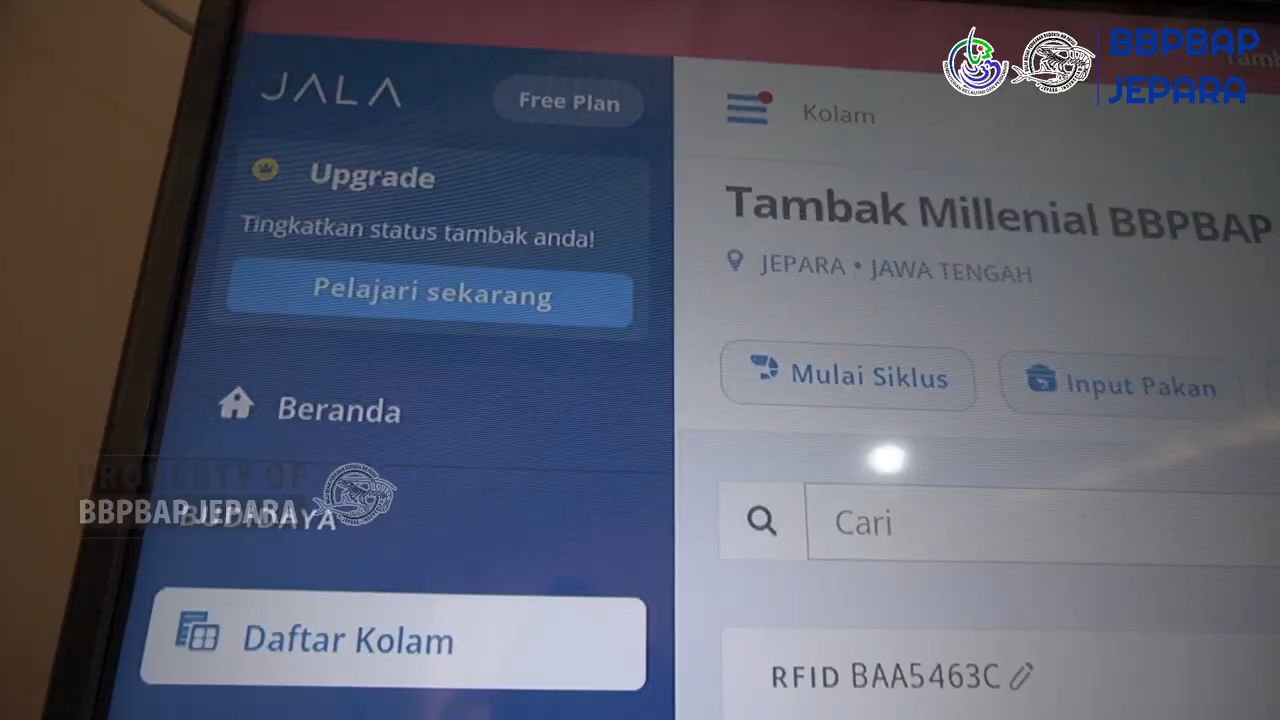 JALA
Free Plan
Upgrade
Tingkatkan status tambak anda!
Pelajari sekarang
Beranda
BUDIDAYA
Daftar Kolam
Kolam
Tambak Millenial BBPBAP
JEPARA • JAWA TENGAH
Mulai Siklus
Input Pakan
Cari
RFID BAA5463C
BBPBAP
JEPARA
PROPERTY OF
BBPBAP JEPARA